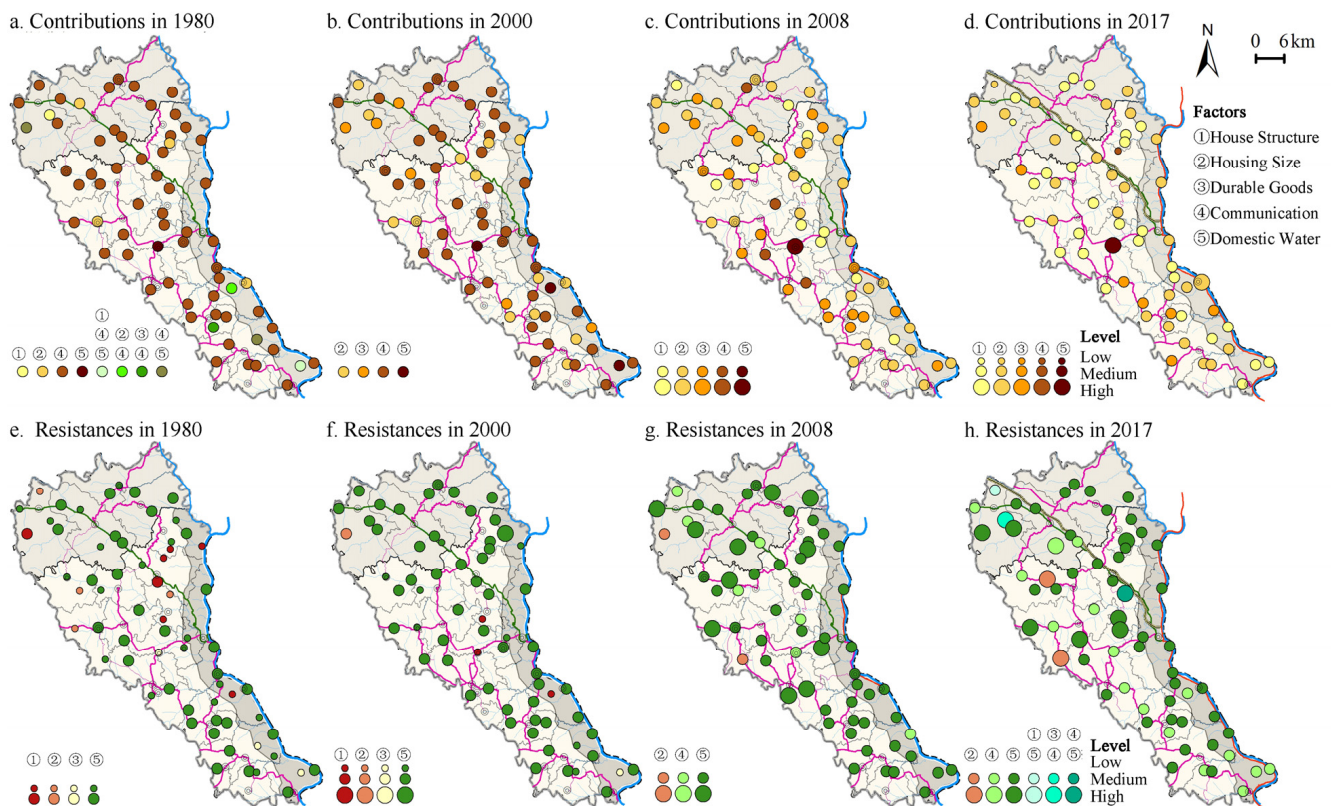 a. Contributions in 1980
b. Contributions in 2000
c. Contributions in 2008
d. Contributions in 2017
N
0 6km
Factors
①House Structure
②Housing Size
③Durable Goods
④Communication
⑤Domestic Water
①
④ ② ③ ④
① ② ④ ⑤ ⑤ ④ ④ ⑤
② ③ ④ ⑤
① ② ③ ④ ⑤
Level
① ② ③ ④ ⑤
Low
Medium
High
e. Resistances in 1980
f. Resistances in 2000
g. Resistances in 2008
h. Resistances in 2017
① ② ③ ⑤
① ② ③ ⑤
② ④ ⑤
① ③ ④
② ④ ⑤ ⑤ ④ ⑤
Level
Low
Medium
High